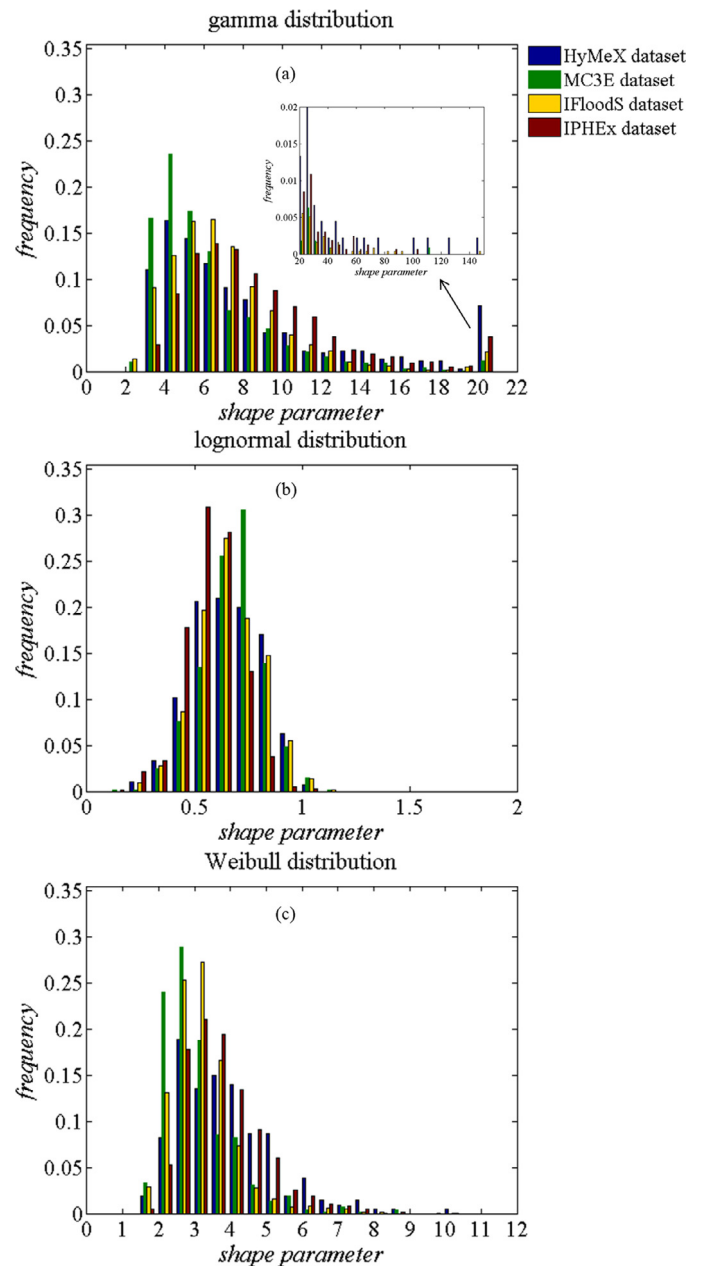 gamma distribution
0.35
0.3
0.25
0.2
0.15
0.1
0.05
0
frequency
(a)
0.02
0.015
0.01
0.005
0
frequency
20 40 60 80 100 120 140
shape parameter
0 2 4 6 8 10 12 14 16 18 20 22
shape parameter
HyMeX dataset
MC3E dataset
IFloodS dataset
IPHEx dataset
lognormal distribution
0.35
0.3
0.25
0.2
0.15
0.1
0.05
0
frequency
(b)
0 0.5 1 1.5 2
shape parameter
Weibull distribution
0.35
0.3
0.25
0.2
0.15
0.1
0.05
0
frequency
(c)
0 1 2 3 4 5 6 7 8 9 10 11 12
shape parameter